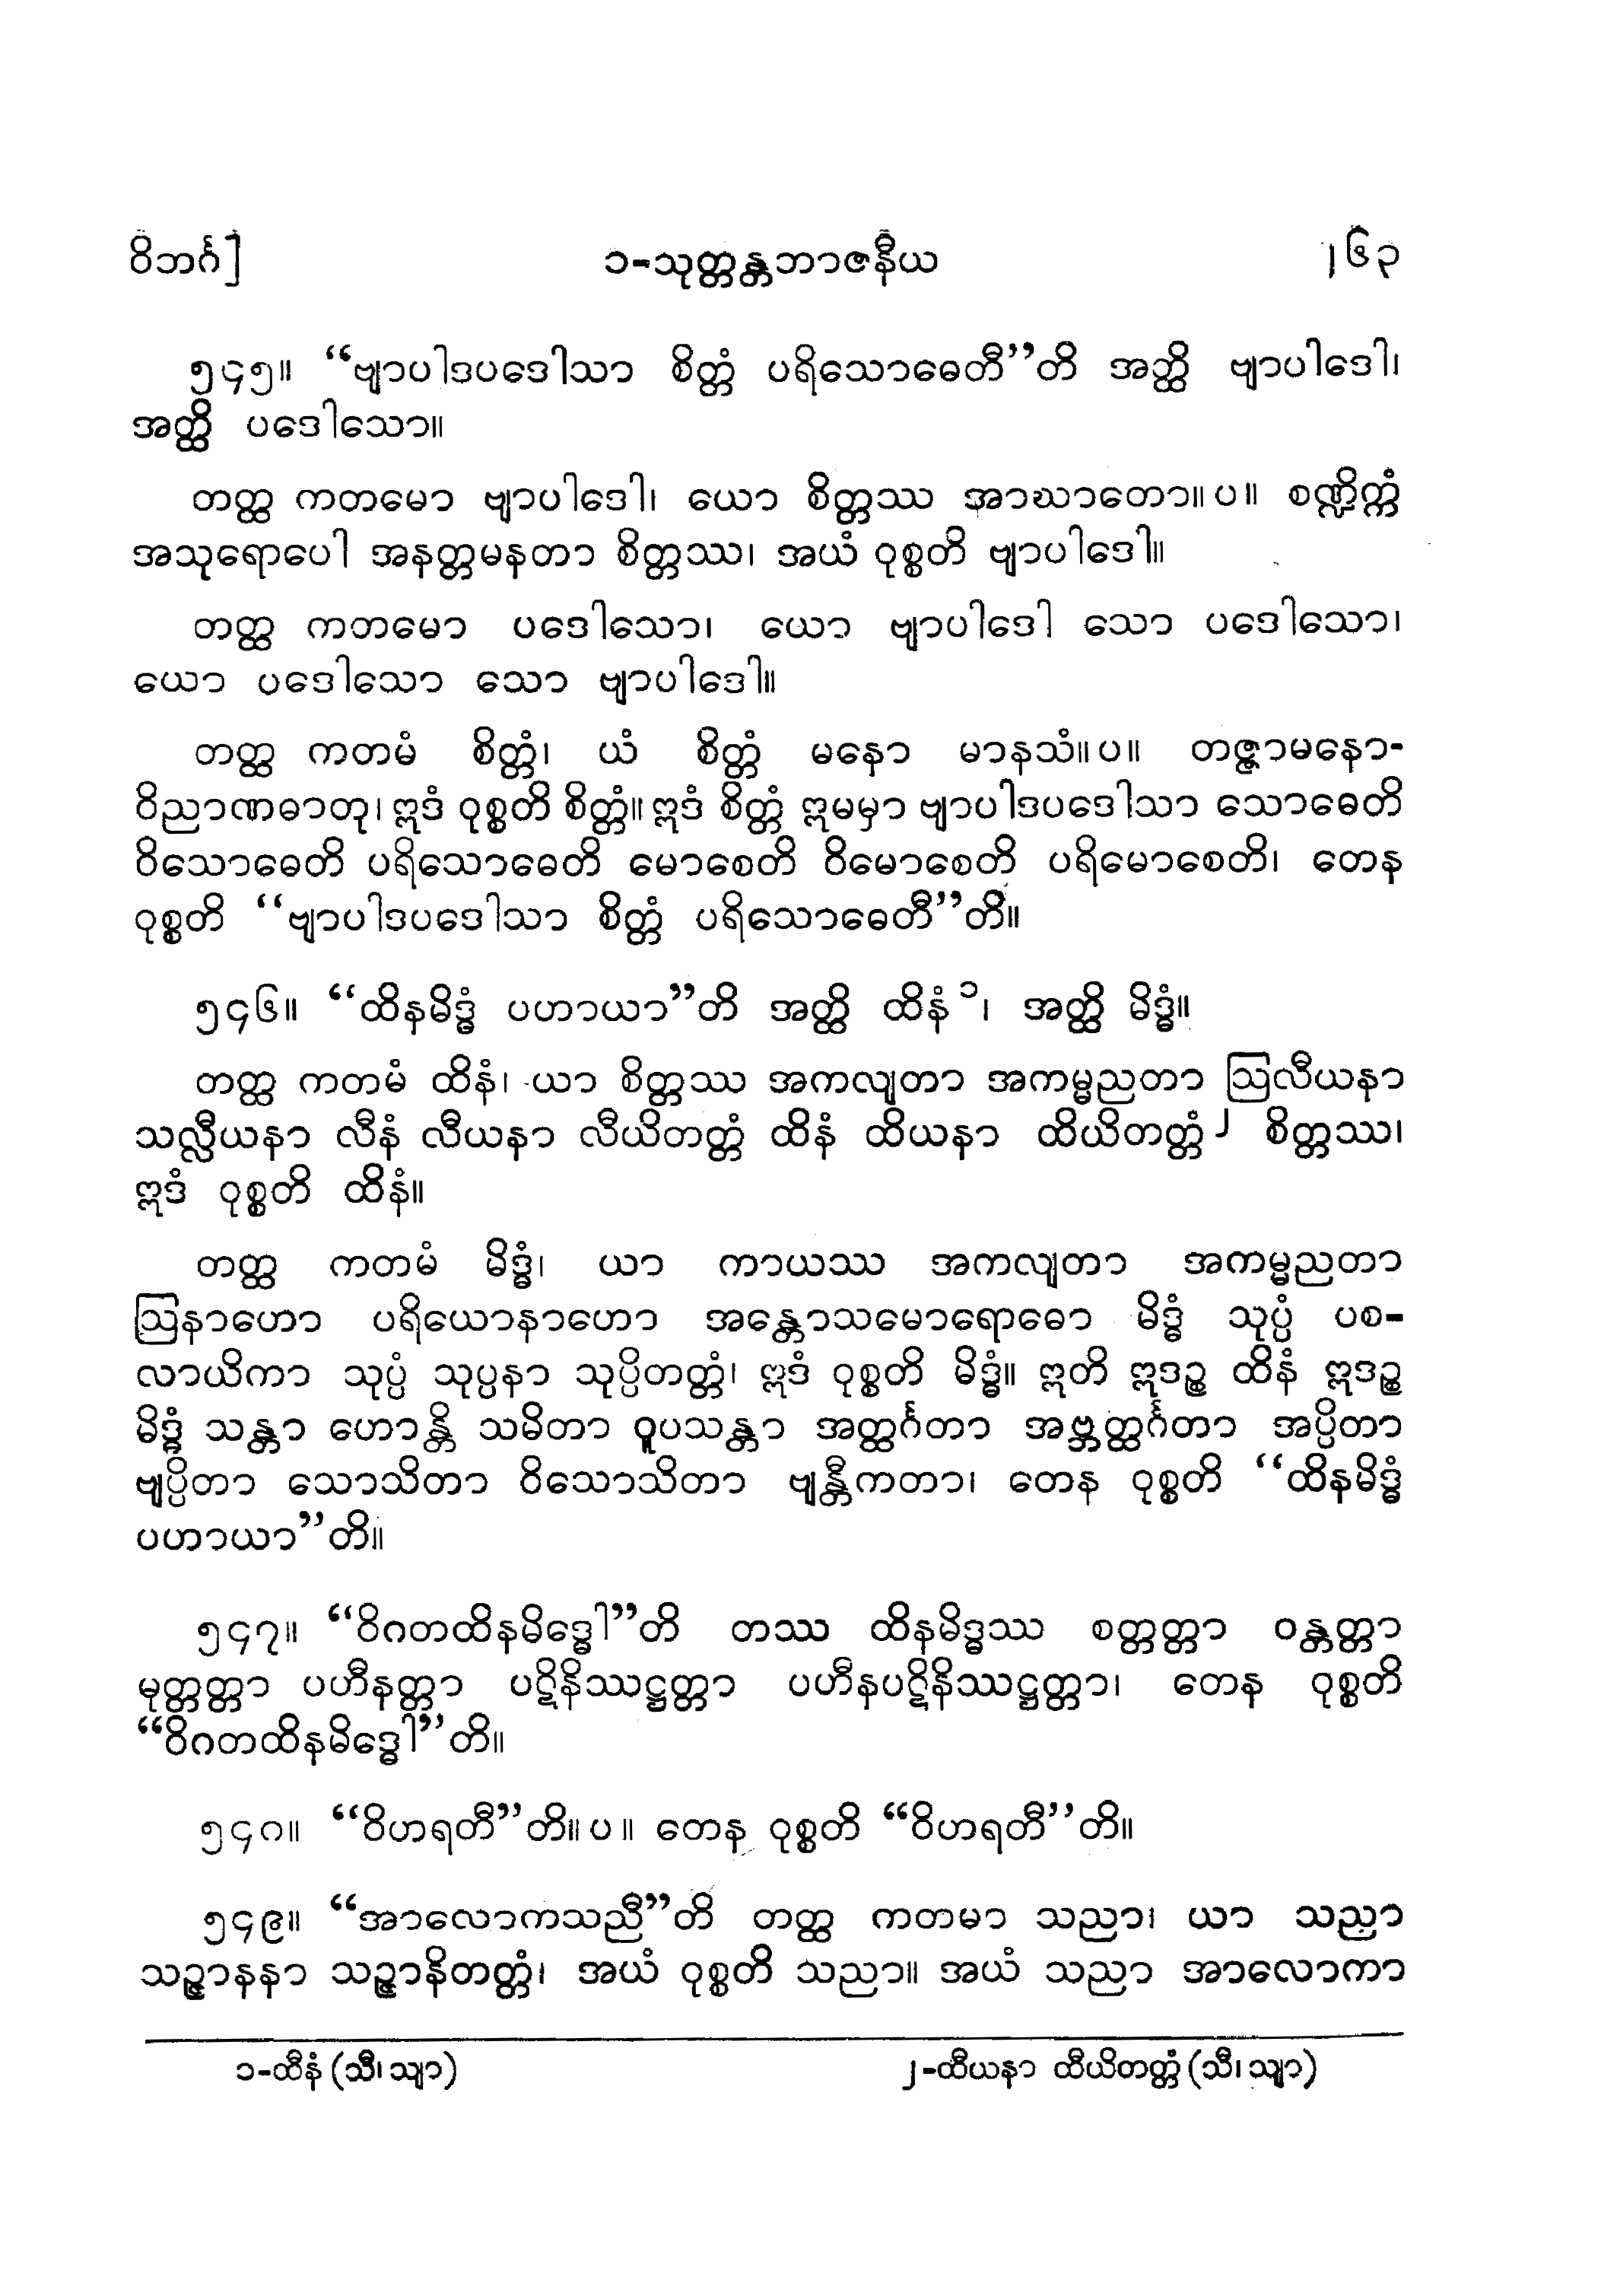 ဝိဘင်္ဂ]	၁-သုတ္တန္တဘာဇနီယ	၂၆၃
၅၄၅။ “ဗျာပါဒပဒေါသာ စိတ္တံ ပရိသောဓေတီ”တိ အတ္ထိ ဗျာပါဒေါ၊
အတ္ထိ ပဒေါသော။
တတ္ထ ကတမော ဗျာပါဒေါ၊ ယော စိတ္တဿ အာဃာတော။ပ။ စဏ္ဍိက္ကံ
အသုရောပေါ အနတ္တမနတာ စိတ္တဿ၊ အယံ ဝုစ္စတိ ဗျာပါဒေါ။
တတ္ထ ကတမော ပဒေါသော၊ ယော ဗျာပါဒေါ သော ပဒေါသော၊
ယော ပဒေါသော သော ဗျာပါဒေါ။
တတ္ထ ကတမံ စိတ္တံ၊ ယံ စိတ္တံ မနော မာနသံ။ပ။ တဇ္ဇာမနော-
ဝိညာဏဓာတု၊ ဣဒံ ဝုစ္စတိ စိတ္တံ။ ဣဒံ စိတ္တံ ဣမမှာ ဗျာပါဒပဒေါသာ သောဓေတိ
ဝိသောဓေတိ ပရိသောဓေတိ မောစေတိ ဝိမောစေတိ ပရိမောစေတိ၊ တေန
ဝုစ္စတိ “ဗျာပါဒပဒေါသာ စိတ္တံ ပရိသောဓေတီ”တိ။
၅၄၆။ “ထိနမိဒ္ဓံ ပဟာယာ”တိ အတ္ထိ ထိနံ ၁၊ အတ္ထိ မိဒ္ဓံ။
တတ္ထ ကတမံ ထိနံ၊ ယာ စိတ္တဿ အကလျတာ အကမ္မညတာ ဩလီယနာ
သလ္လီယနာ လီနံ လီယနာ လီယိတတ္တံ ထိနံ ထိယနာ ထိယိတတ္တံ ၂ စိတ္တဿ၊
ဣဒံ ဝုစ္စတိ ထိနံ။
တတ္ထ ကတမံ မိဒ္ဓံ၊ ယာ ကာယဿ အကလျတာ အကမ္မညတာ
ဩနာဟော ပရိယောနာဟော အန္တောသမောရောဓော မိဒ္ဓံ သုပ္ပံ ပစ-
လာယိကာ သုပ္ပံ သုပ္ပနာ သုပ္ပိတတ္တံ၊ ဣဒံ ဝုစ္စတိ မိဒ္ဓံ။ ဣတိ ဣဒဉ္စ ထိနံ ဣဒဉ္စ
မိဒ္ဓံ သန္တာ ဟောန္တိ သမိတာ ဝူပသန္တာ အတ္ထင်္ဂတာ အဗ္ဘတ္ထင်္ဂတာ အပ္ပိတာ
ဗျပ္ပိတာ သောသိတာ ဝိသောသိတာ ဗျန္တီကတာ၊ တေန ဝုစ္စတိ “ထိနမိဒ္ဓံ
ပဟာယာ”တိ။
၅၄၇။ “ဝိဂတထိနမိဒ္ဓေါ”တိ တဿ ထိနမိဒ္ဓဿ စတ္တတ္တာ ဝန္တတ္တာ
မုတ္တတ္တာ ပဟီနတ္တာ ပဋိနိဿဋ္ဌတ္တာ ပဟီနပဋိနိဿဋ္ဌတ္တာ၊ တေန ဝုစ္စတိ
“ဝိဂတထိနမိဒ္ဓေါ”တိ။
၅၄၈။ “ဝိဟရတီ”တိ။ပ။ တေန ဝုစ္စတိ “ဝိဟရတီ”တိ။
၅၄၉။ “အာလောကသညီ”တိ တတ္ထ ကတမာ သညာ၊ ယာ သညာ
သဉ္ဇာနနာ သဉ္ဇာနိတတ္တံ၊ အယံ ဝုစ္စတိ သညာ။ အယံ သညာ အာလောကာ
၁-ထီနံ (သီ၊ သျာ)	၂-ထီယနာ ထီယိတတ္တံ (သီ၊ သျာ)